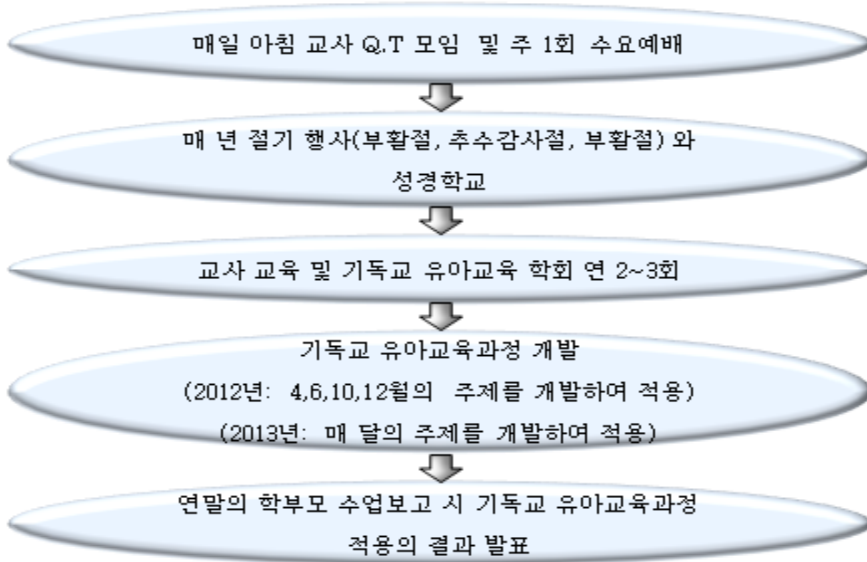 매일 아침 교사 Q.T 모임 및 주 1회 수요예배
매 년 절기 행사(부활절, 추수감사절, 부활절) 와
성경학교
교사 교육 및 기독교 유아교육 학회 연 2~3회
기독교 유아교육과정 개발
(2012년: 4,6,10,12월의 주제를 개발하여 적용)
(2013년: 매 달의 주제를 개발하여 적용)
연말의 학부모 수업보고 시 기독교 유아교육과정
적용의 결과 발표